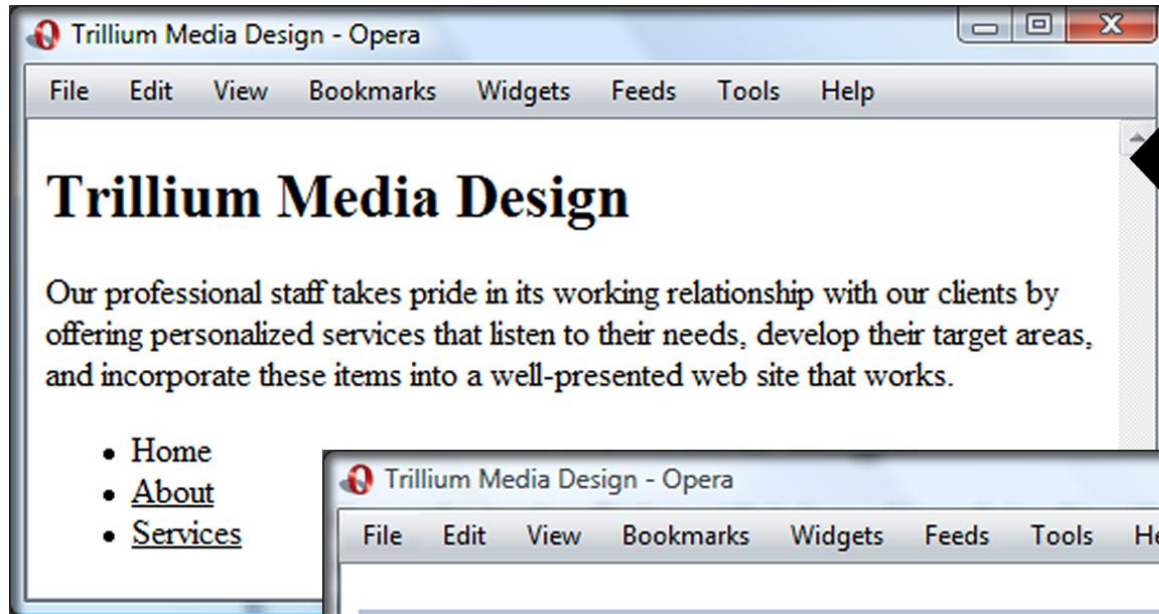 Trillium Media Design - Opera
File Edit View Bookmarks Widgets Feeds Tools Help
Trillium Media Design
Our professional staff takes pride in its working relationship with our clients by
offering personalized services that listen to their needs, develop their target areas,
and incorporate these items into a well-presented web site that works.
• Home
• About
• Services
Trillium Media Design - Opera
File Edit View Bookmarks Widgets Feeds Tools